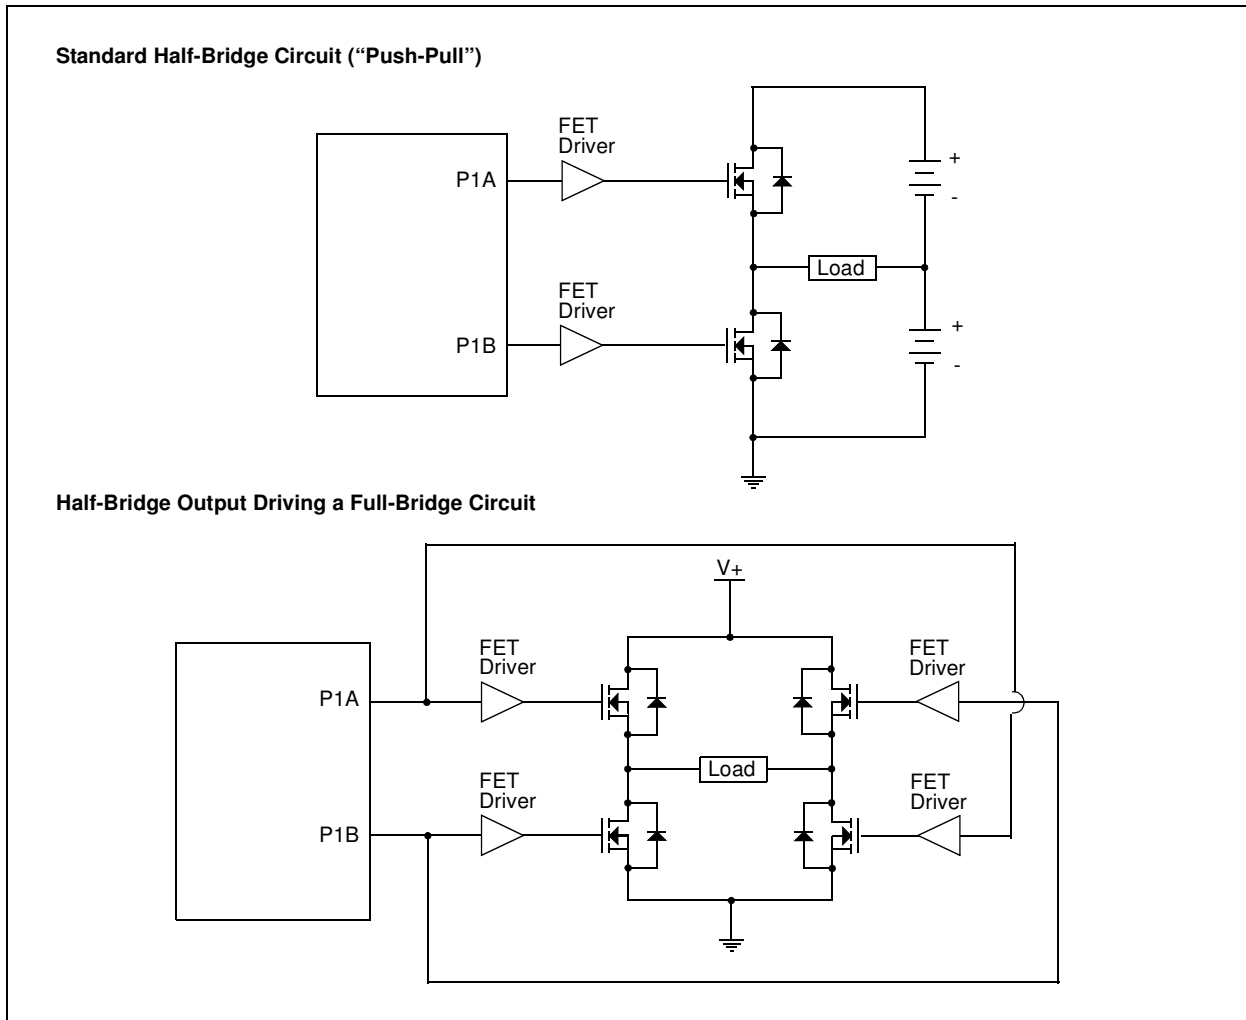 Standard Half-Bridge Circuit (“Push-Pull”)
FET
Driver
P1A
+
-
Load
FET
Driver
P1B
+
-
Half-Bridge Output Driving a Full-Bridge Circuit
V+
FET
Driver
FET
Driver
P1A
Load
FET
Driver
FET
Driver
P1B